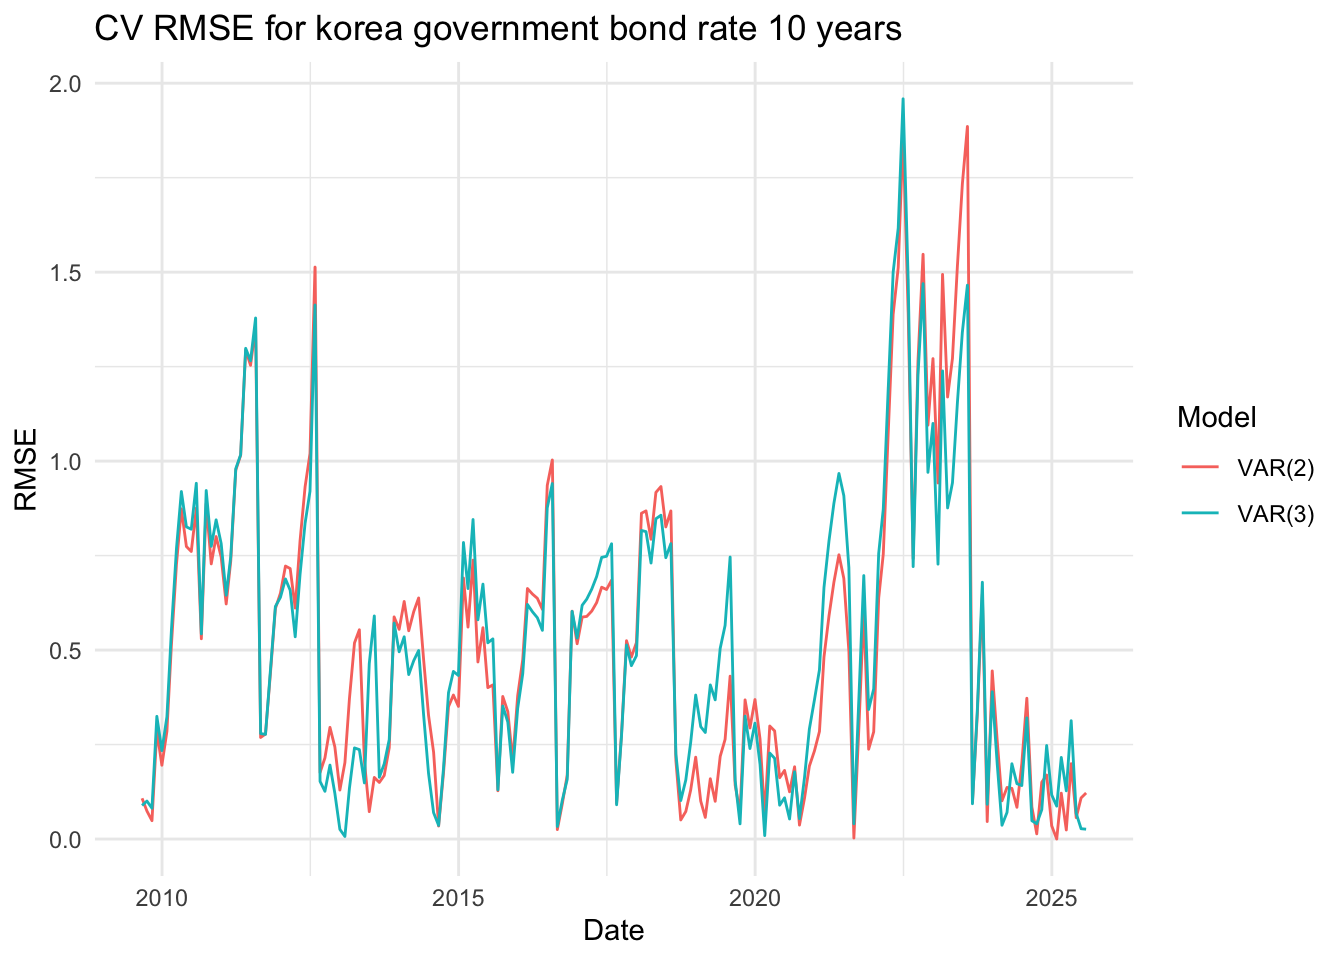 CV RMSE for korea government bond rate 10 years
2.0
1.5
1.0
0.5
0.0
RMSE
2010 2015 2020 2025
Date
Model
VAR(2)
VAR(3)